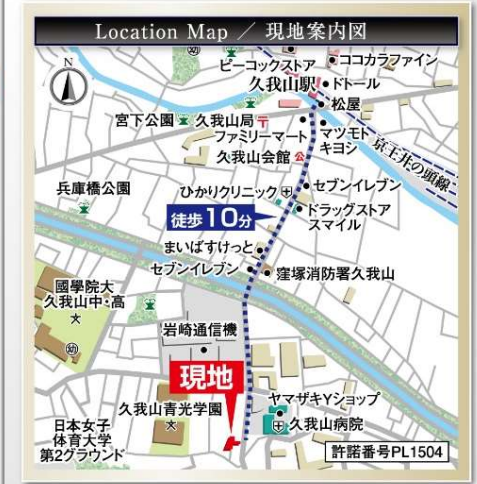 Location Map ／ 現地案内図
ピーコックストア
ココカラファイン
久我山駅
ドトール
松屋
宮下公園
久我山局
ファミリーマート
マツモト
キヨシ
京王井の頭線
久我山会館
公
兵庫橋公園
ひかりクリニック
セブンイレブン
徒歩10分
ドラッグストア
スマイル
まいばすけっと
セブンイレブン
窪塚消防署久我山
國學院大
久我山中・高
岩崎通信機
現地
久我山青光学園
ヤマザキYショップ
久我山病院
日本女子
体育大学
第2グラウンド
許諾番号PL1504
幼
幼